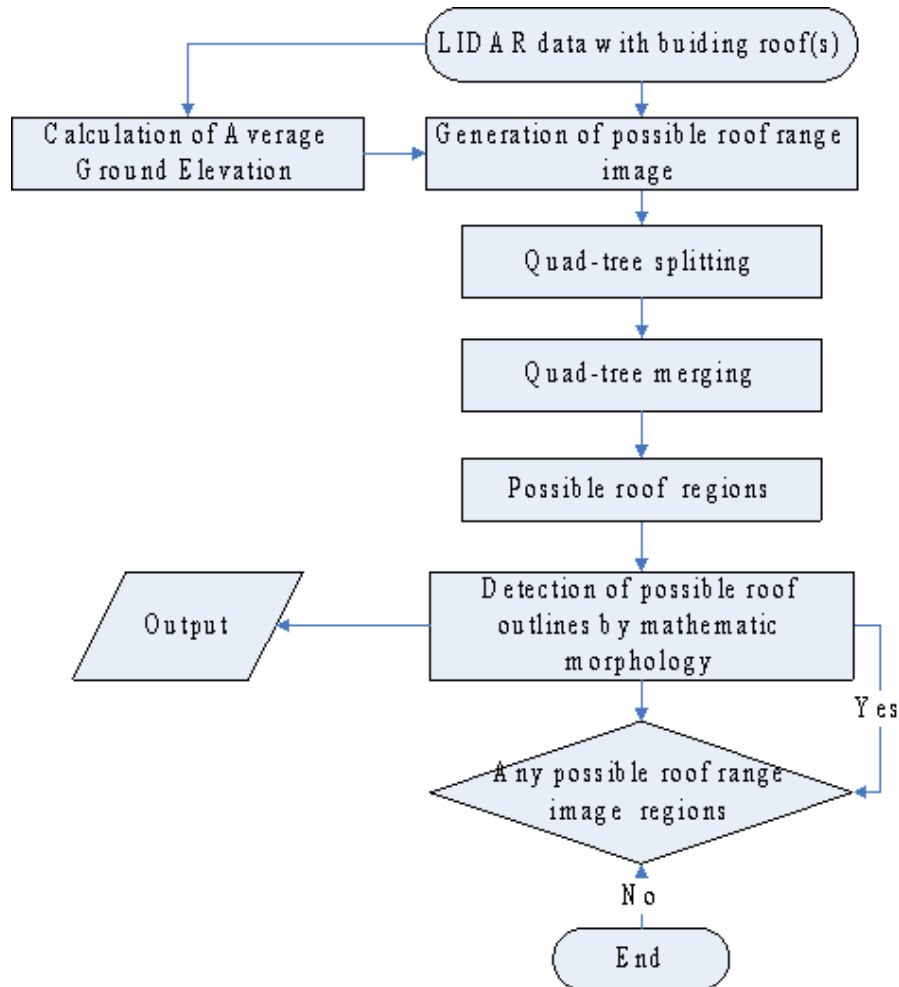 LIDAR data with buiding roof(s)
Calculation of Average
Ground Elevation
Generation of possible roof range
image
Quad-tree splitting
Quad-tree merging
Possible roof regions
Detection of possible roof
outlines by mathematic
morphology
Output
Yes
Any possible roof range
image regions
No
End